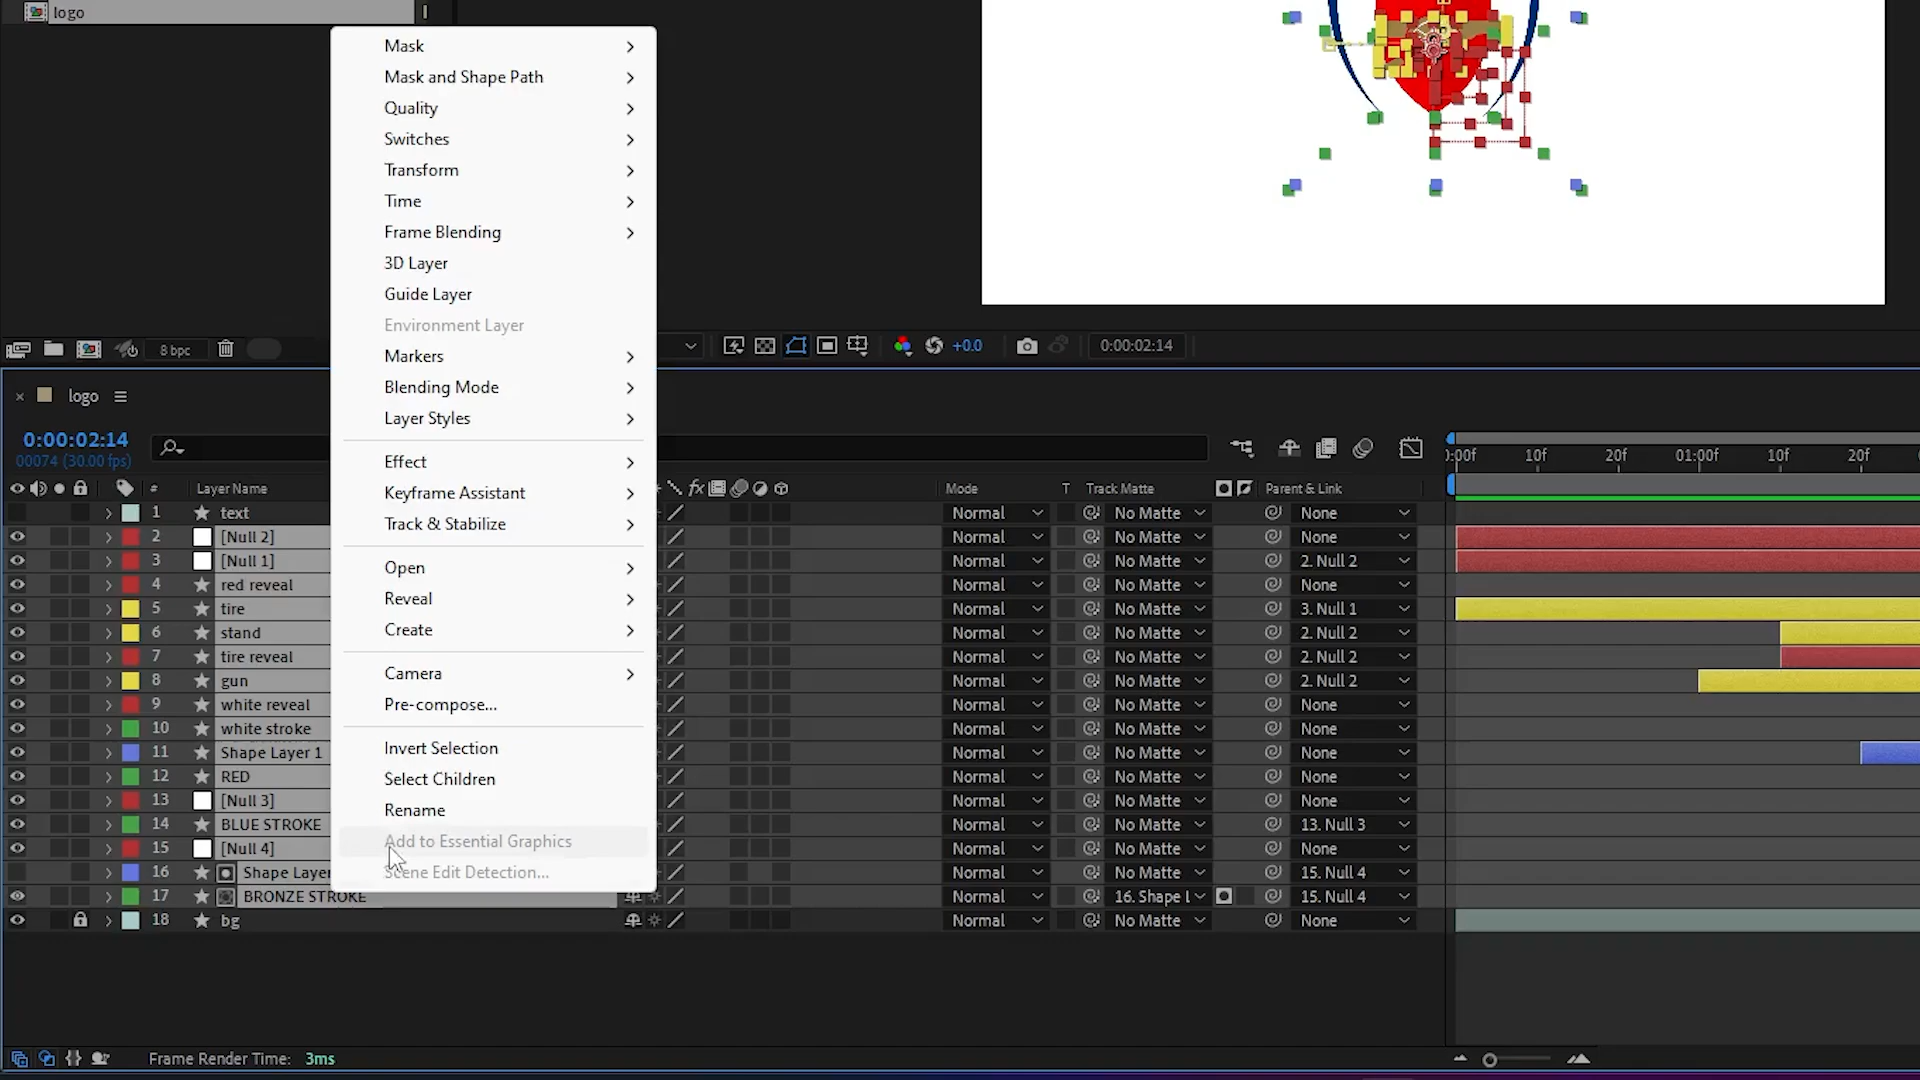 logo
Mask
Mask and Shape Path
Quality
Switches
Transform
Time
Frame Blending
3D Layer
Guide Layer
Environment Layer
Markers
Blending Mode
Layer Styles
Effect
Keyframe Assistant
Track & Stabilize
Open
Reveal
Create
Camera
Pre-compose...
Invert Selection
Select Children
Rename
Add to Essential Graphics
Scene Edit Detection...
8 bpc
+0.0
0:00:02:14
logo
0:00:02:14
00074 (30.00 fps)
:00f 10f 20f 01:00f 10f 20f
# Layer Name fx Mode T Track Matte Parent & Link
1 text Normal No Matte None
2 [Null 2] Normal No Matte None
3 [Null 1] Normal No Matte 2. Null 2
4 red reveal Normal No Matte None
5 tire Normal No Matte 3. Null 1
6 stand Normal No Matte 2. Null 2
7 tire reveal Normal No Matte 2. Null 2
8 gun Normal No Matte 2. Null 2
9 white reveal Normal No Matte None
10 white stroke Normal No Matte None
11 Shape Layer 1 Normal No Matte None
12 RED Normal No Matte None
13 [Null 3] Normal No Matte None
14 BLUE STROKE Normal No Matte 13. Null 3
15 [Null 4] Normal No Matte None
16 Shape Layer Normal No Matte 15. Null 4
17 BRONZE STROKE Normal 16. Shape L 15. Null 4
18 bg Normal No Matte None
Frame Render Time: 3ms